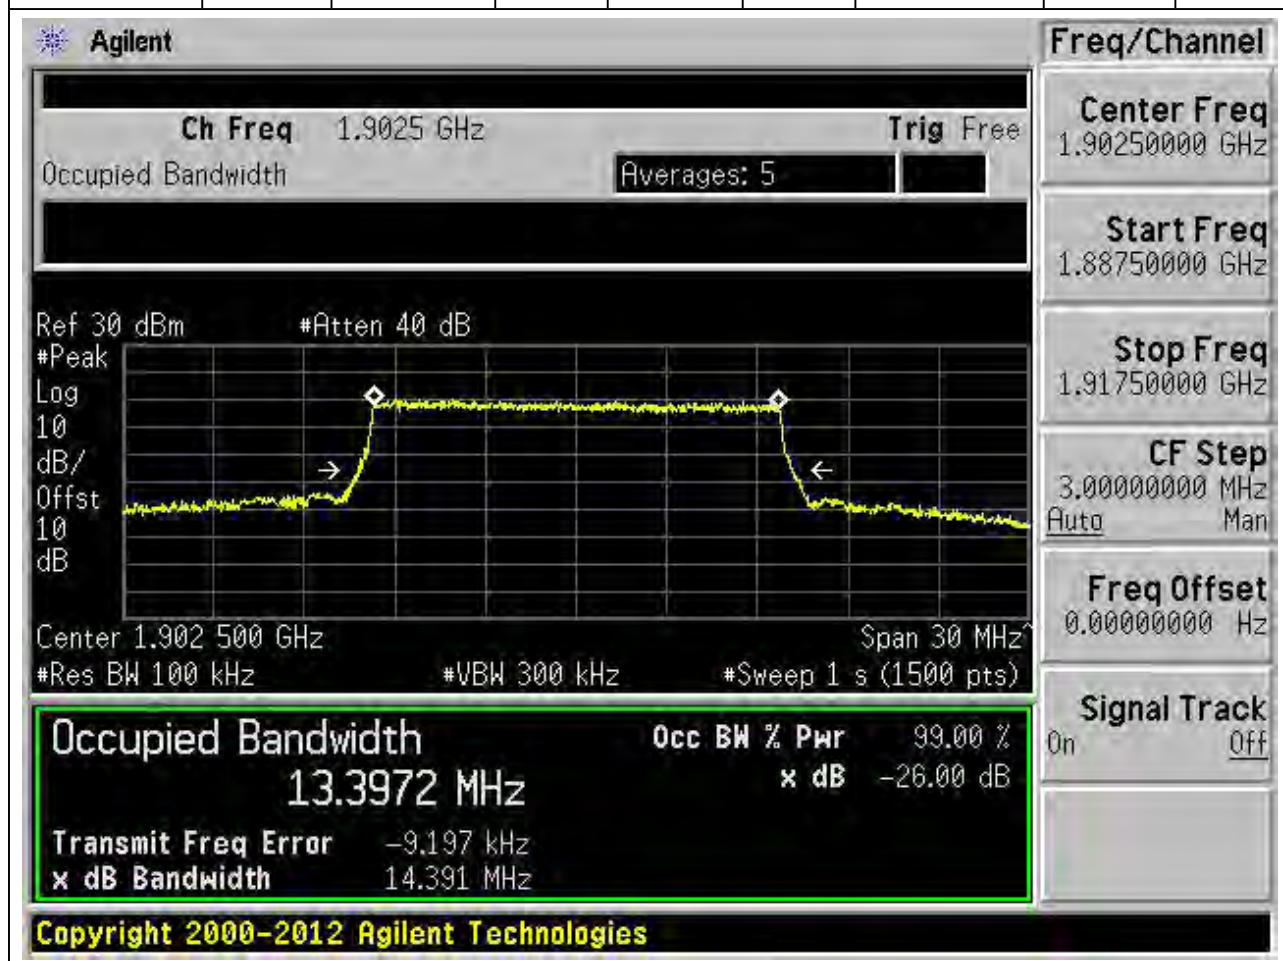 Agilent
Freq/Channel
Ch Freq 1.9025 GHz Trig Free
Occupied Bandwidth Averages: 5
Center Freq
1.90250000 GHz
Start Freq
1.88750000 GHz
Stop Freq
1.91750000 GHz
CF Step
3.00000000 MHz
Auto Man
Freq Offset
0.00000000 Hz
Signal Track
On Off
Ref 30 dBm #Atten 40 dB
#Peak
Log
10
dB/
Offst
10
dB
Center 1.902 500 GHz Span 30 MHz^
#Res BW 100 kHz #VBW 300 kHz #Sweep 1 s (1500 pts)
Occupied Bandwidth Occ BW % Pwr 99.00 %
13.3972 MHz x dB -26.00 dB
Transmit Freq Error -9.197 kHz
x dB Bandwidth 14.391 MHz
Copyright 2000-2012 Agilent Technologies